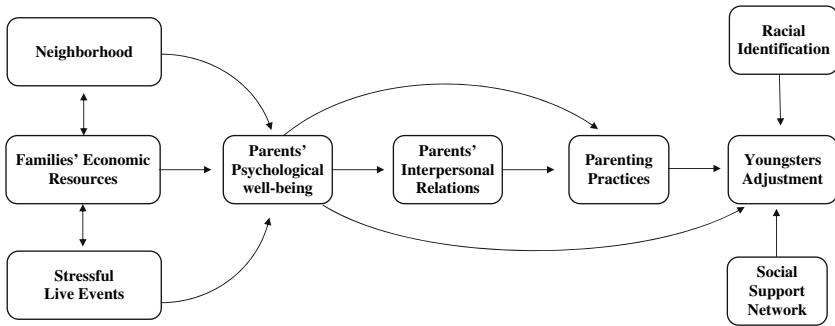 Neighborhood
Racial
Identification
Families' Economic
Resources
Parents'
Psychological
well-being
Parents'
Interpersonal
Relations
Parenting
Practices
Youngsters
Adjustment
Stressful
Live Events
Social
Support
Network